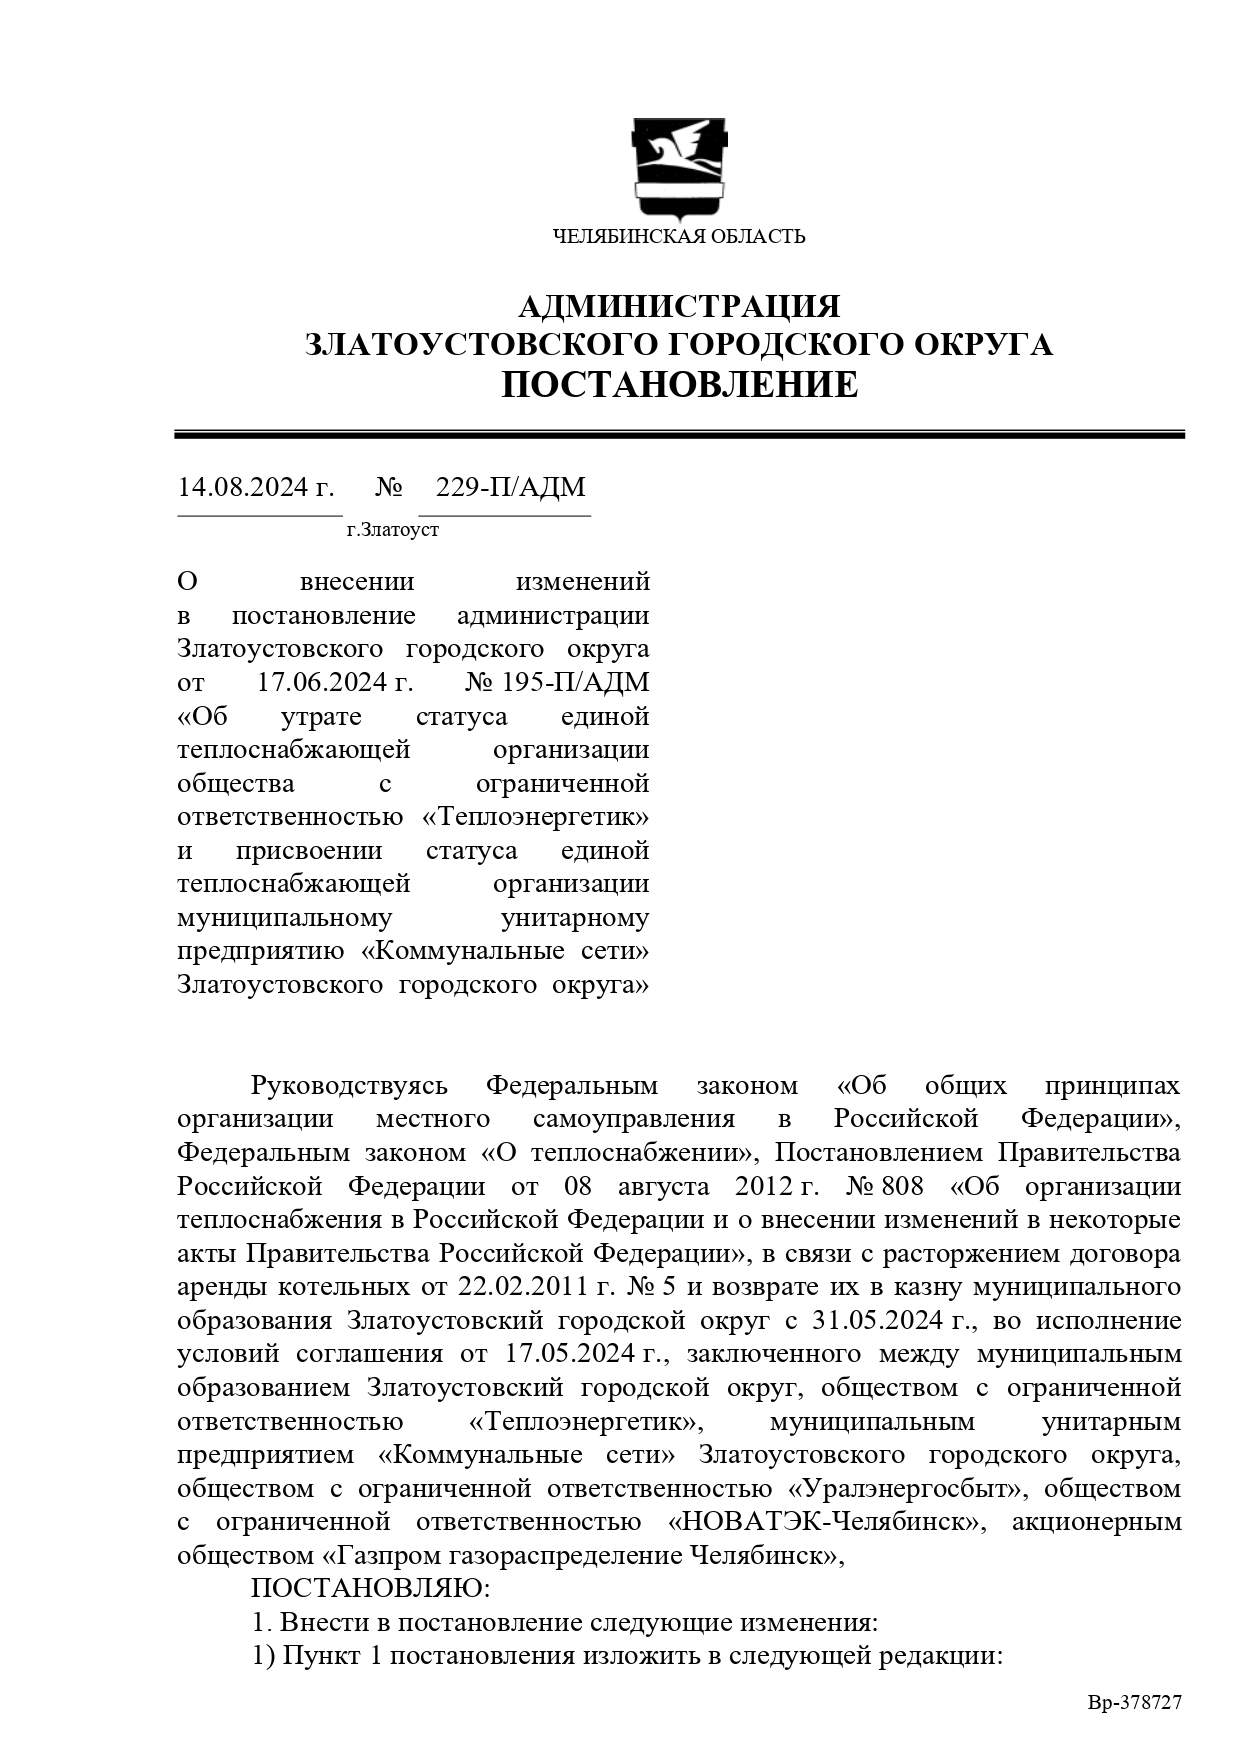 ЧЕЛЯБИНСКАЯ ОБЛАСТЬ
АДМИНИСТРАЦИЯ
ЗЛАТОУСТОВСКОГО ГОРОДСКОГО ОКРУГА
ПОСТАНОВЛЕНИЕ
14.08.2024 г. № 229-П/АДМ
г.Златоуст
О внесении изменений
в постановление администрации
Златоустовского городского округа
от 17.06.2024 г. № 195-П/АДМ
«Об утрате статуса единой
теплоснабжающей организации
общества с ограниченной
ответственностью «Теплоэнергетик»
и присвоении статуса единой
теплоснабжающей организации
муниципальному унитарному
предприятию «Коммунальные сети»
Златоустовского городского округа»
Руководствуясь Федеральным законом «Об общих принципах
организации местного самоуправления в Российской Федерации»,
Федеральным законом «О теплоснабжении», Постановлением Правительства
Российской Федерации от 08 августа 2012 г. № 808 «Об организации
теплоснабжения в Российской Федерации и о внесении изменений в некоторые
акты Правительства Российской Федерации», в связи с расторжением договора
аренды котельных от 22.02.2011 г. № 5 и возврате их в казну муниципального
образования Златоустовский городской округ с 31.05.2024 г., во исполнение
условий соглашения от 17.05.2024 г., заключенного между муниципальным
образованием Златоустовский городской округ, обществом с ограниченной
ответственностью «Теплоэнергетик», муниципальным унитарным
предприятием «Коммунальные сети» Златоустовского городского округа,
обществом с ограниченной ответственностью «Уралэнергосбыт», обществом
с ограниченной ответственностью «НОВАТЭК-Челябинск», акционерным
обществом «Газпром газораспределение Челябинск»,
ПОСТАНОВЛЯЮ:
1. Внести в постановление следующие изменения:
1) Пункт 1 постановления изложить в следующей редакции:
Вр-378727